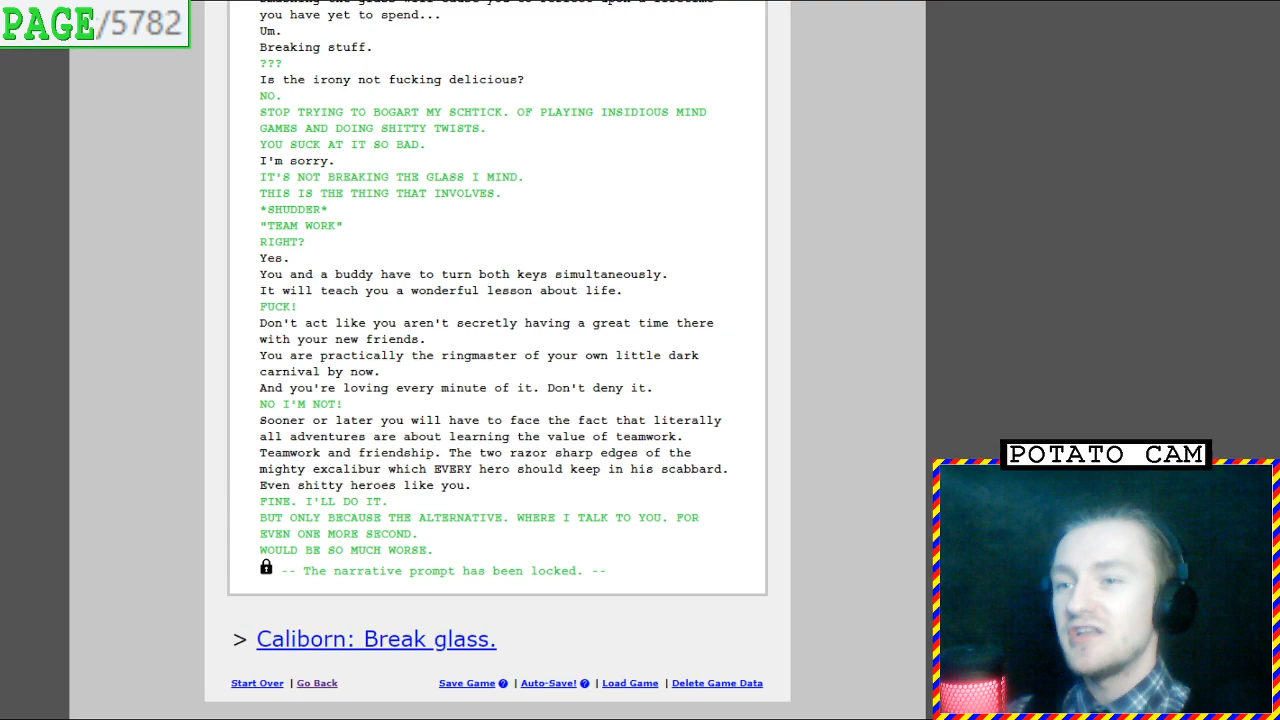 PAGE/5782
you have yet to spend...
Um.
Breaking stuff.
???
Is the irony not fucking delicious?
NO.
STOP TRYING TO BOGART MY SCHTICK. OF PLAYING INSIDIOUS MIND
GAMES AND DOING SHITTY TWISTS.
YOU SUCK AT IT SO BAD.
I'm sorry.
IT'S NOT BREAKING THE GLASS I MIND.
THIS IS THE THING THAT INVOLVES.
*SHUDDER*
"TEAM WORK"
RIGHT?
Yes.
You and a buddy have to turn both keys simultaneously.
It will teach you a wonderful lesson about life.
FUCK!
Don't act like you aren't secretly having a great time there
with your new friends.
You are practically the ringmaster of your own little dark
carnival by now.
And you're loving every minute of it. Don't deny it.
NO I'M NOT!
Sooner or later you will have to face the fact that literally
all adventures are about learning the value of teamwork.
Teamwork and friendship. The two razor sharp edges of the
mighty excalibur which EVERY hero should keep in his scabbard.
Even shitty heroes like you.
FINE. I'LL DO IT.
BUT ONLY BECAUSE THE ALTERNATIVE. WHERE I TALK TO YOU. FOR
EVEN ONE MORE SECOND.
WOULD BE SO MUCH WORSE.
-- The narrative prompt has been locked. --
> Caliborn: Break glass.
Start Over | Go Back Save Game ? | Auto-Save! ? | Load Game | Delete Game Data
POTATO CAM